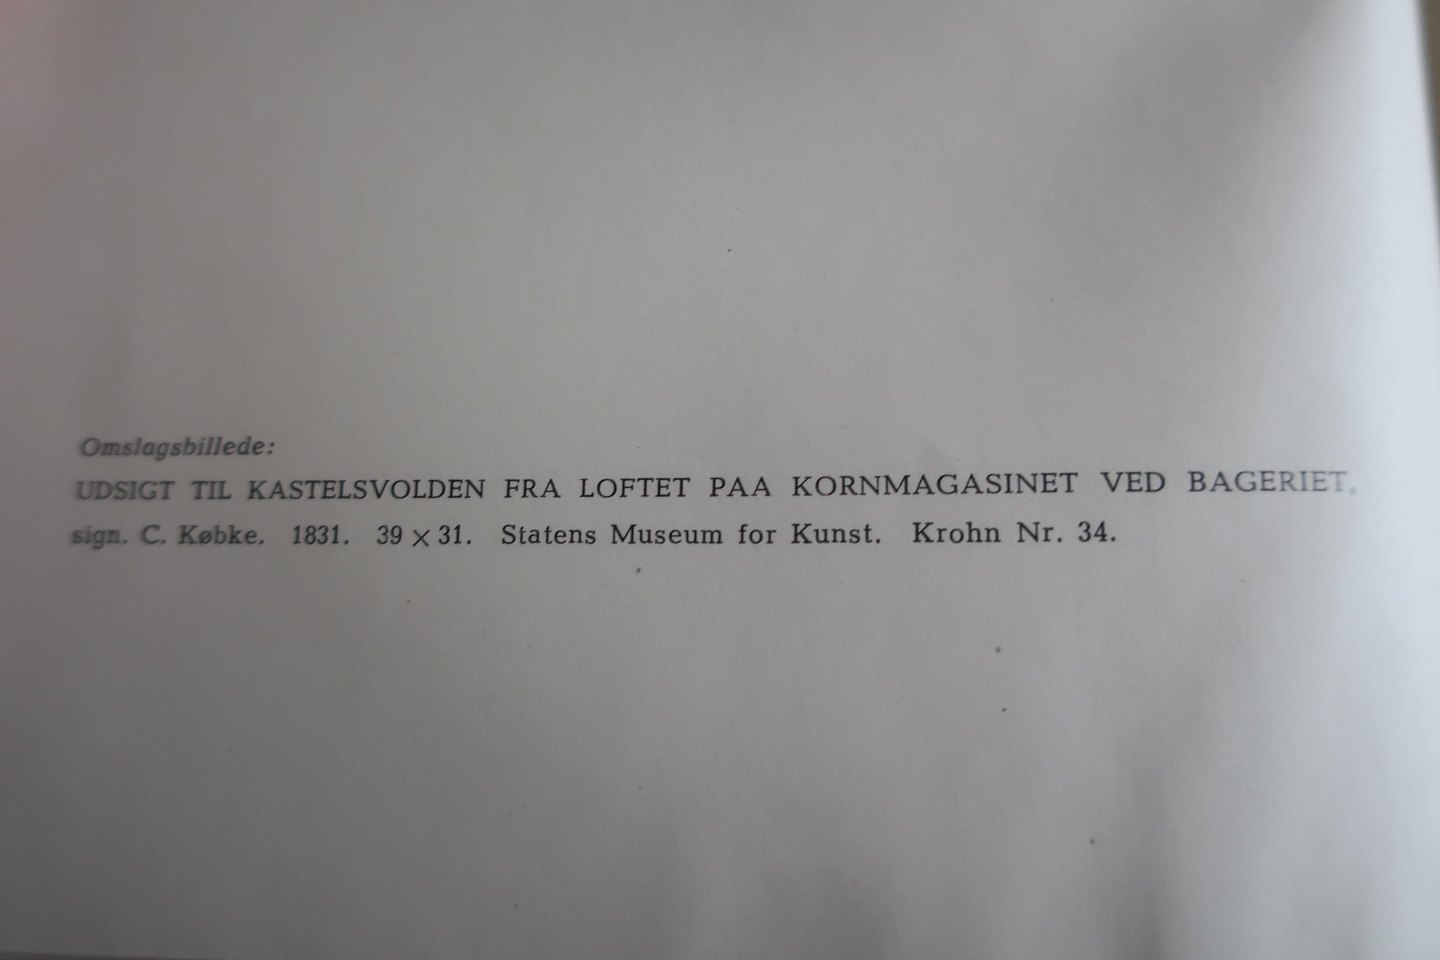 Omslagsbillede:
UDSIGT TIL KASTELSVOLDEN FRA LOFTET PAA KORNMAGASINET VED BAGERIET,
sign. C. Købke. 1831. 39 × 31. Statens Museum for Kunst. Krohn Nr. 34.